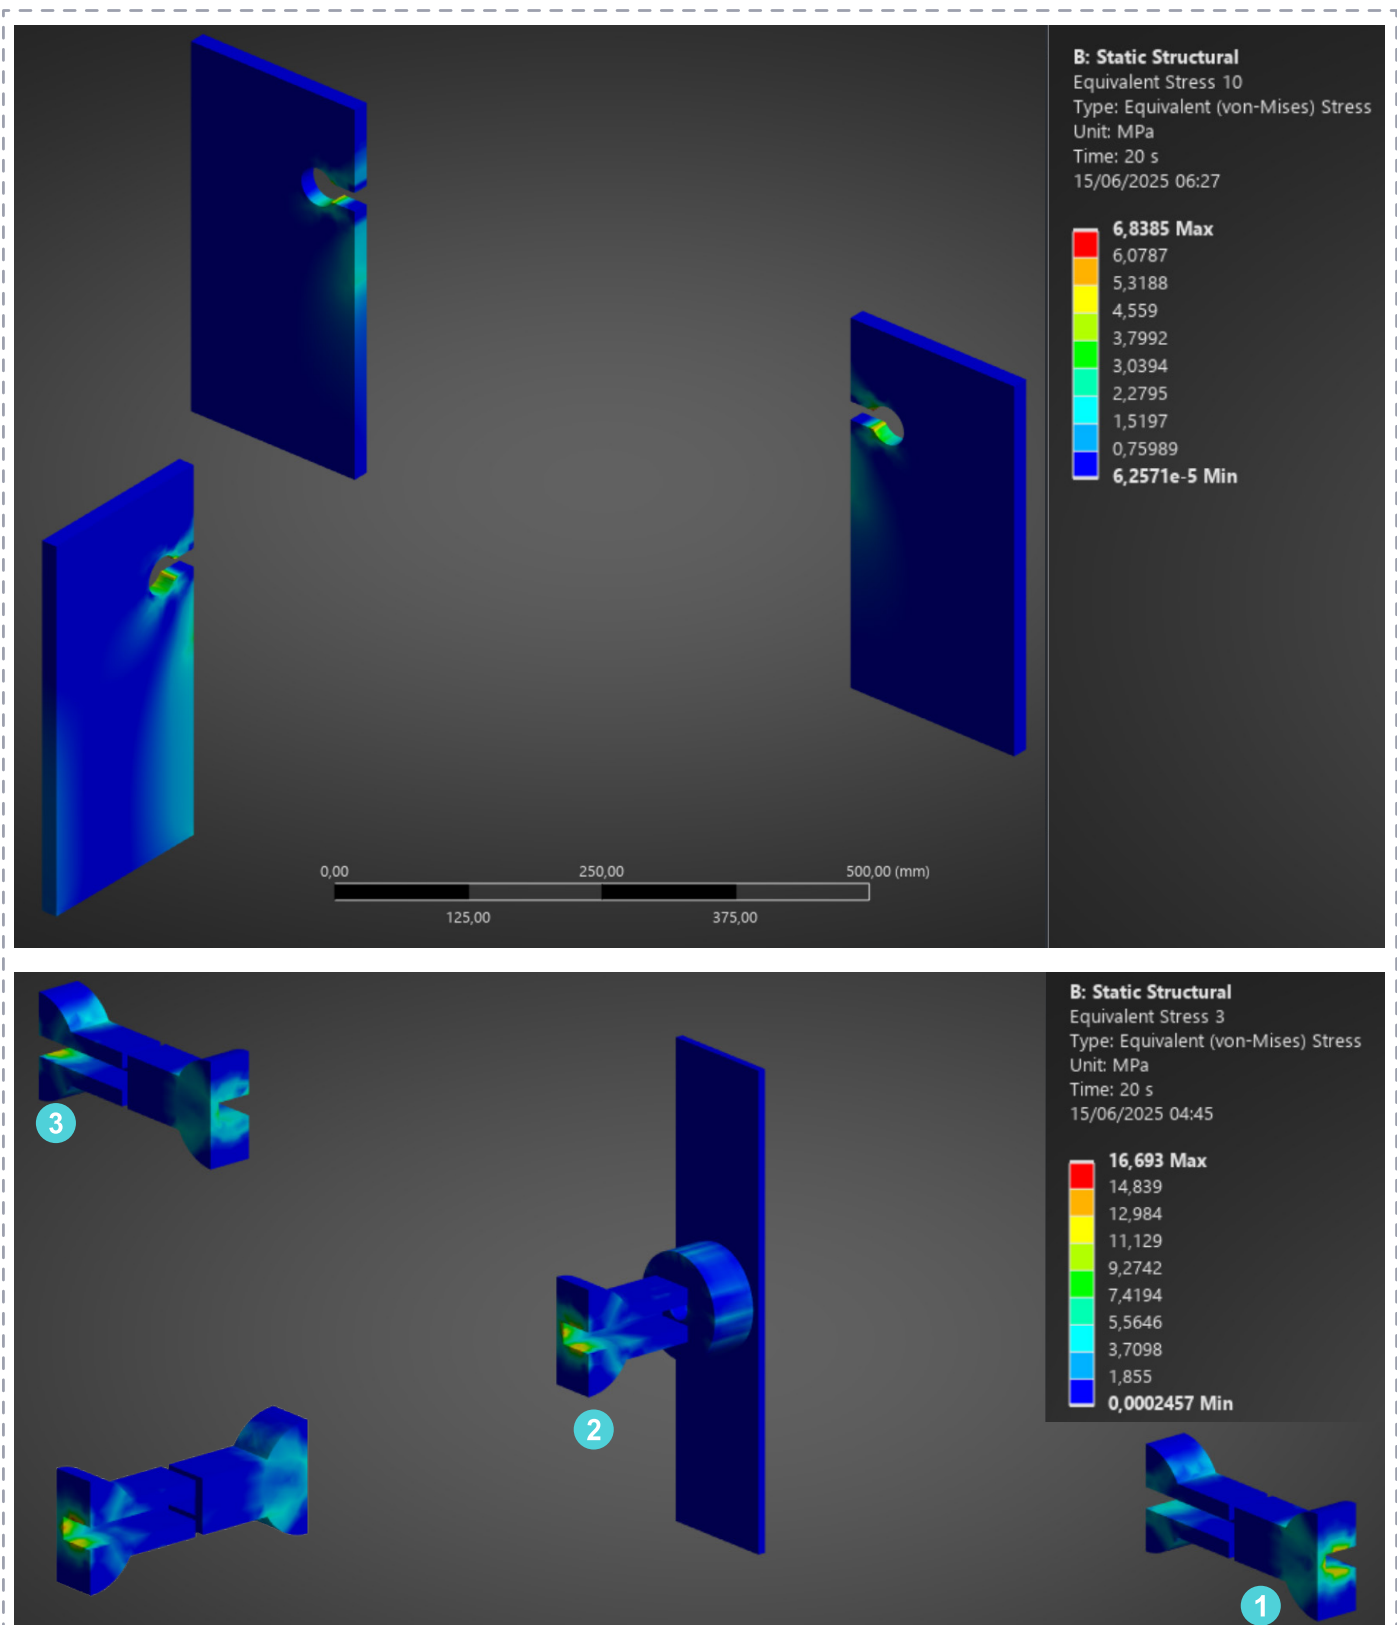 B: Static Structural
Equivalent Stress 10
Type: Equivalent (von-Mises) Stress
Unit: MPa
Time: 20 s
15/06/2025 06:27
6,8385 Max
6,0787
5,3188
4,559
3,7992
3,0394
2,2795
1,5197
0,75989
6,2571e-5 Min
0,00 250,00 500,00 (mm)
125,00 375,00
B: Static Structural
Equivalent Stress 3
Type: Equivalent (von-Mises) Stress
Unit: MPa
Time: 20 s
15/06/2025 04:45
16,693 Max
14,839
12,984
11,129
9,2742
7,4194
5,5646
3,7098
1,855
0,0002457 Min
3
2
1